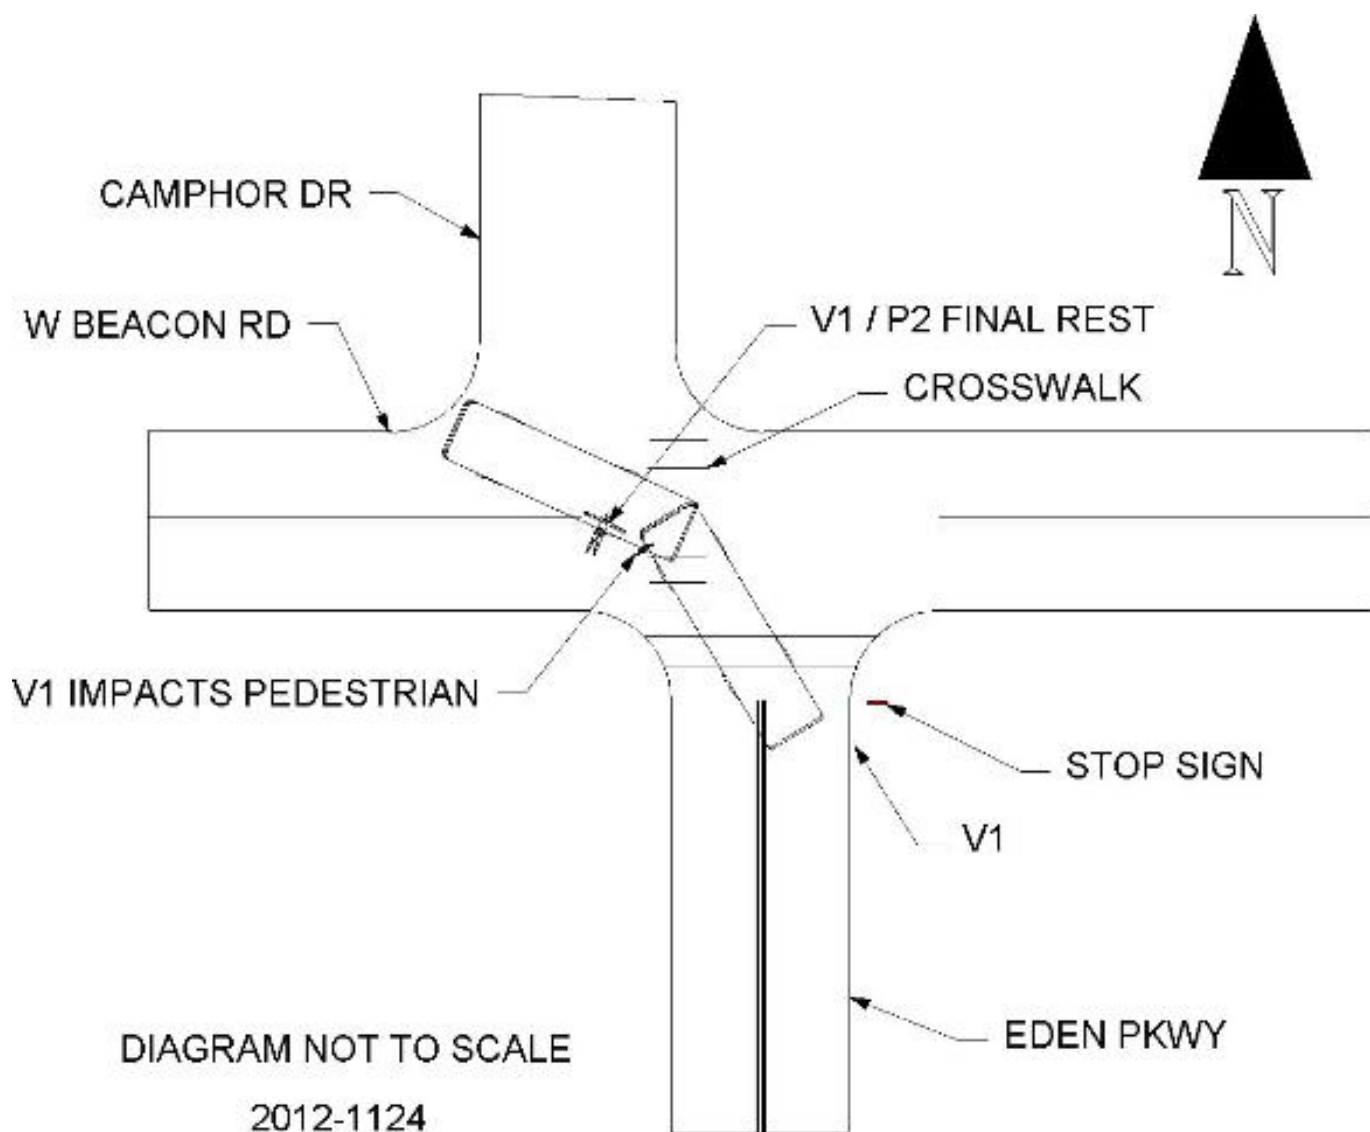 CAMPHOR DR
N
W BEACON RD
V1 / P2 FINAL REST
CROSSWALK
V1 IMPACTS PEDESTRIAN
STOP SIGN
V1
EDEN PKWY
DIAGRAM NOT TO SCALE
2012-1124